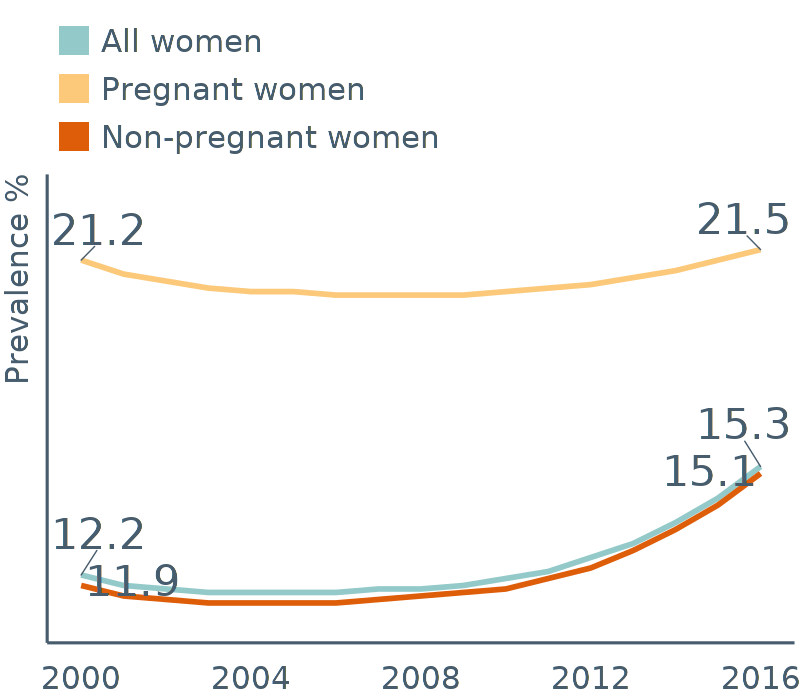 All women
Pregnant women
Non-pregnant women
Prevalence %
21.2
21.5
15.3
15.1
12.2
11.9
2000 2004 2008 2012 2016